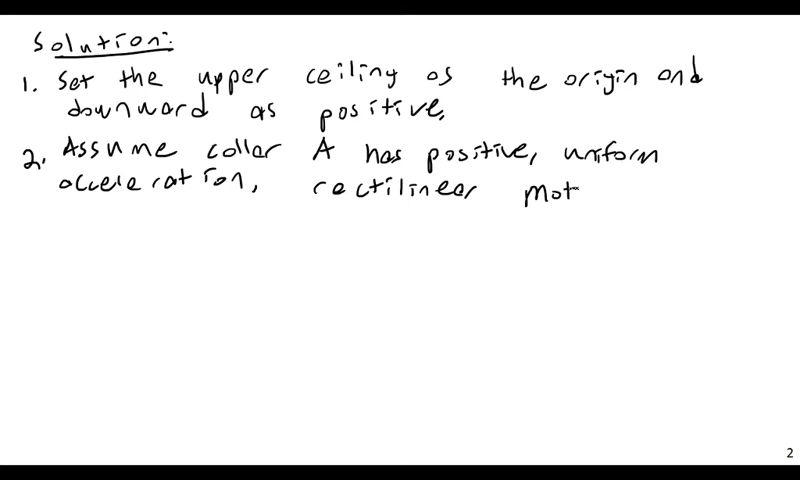 Solution:
1. Set the upper ceiling as the origin and
downward as positive.
2. Assume collar A has positive, uniform
acceleration, rectilinear mot
2